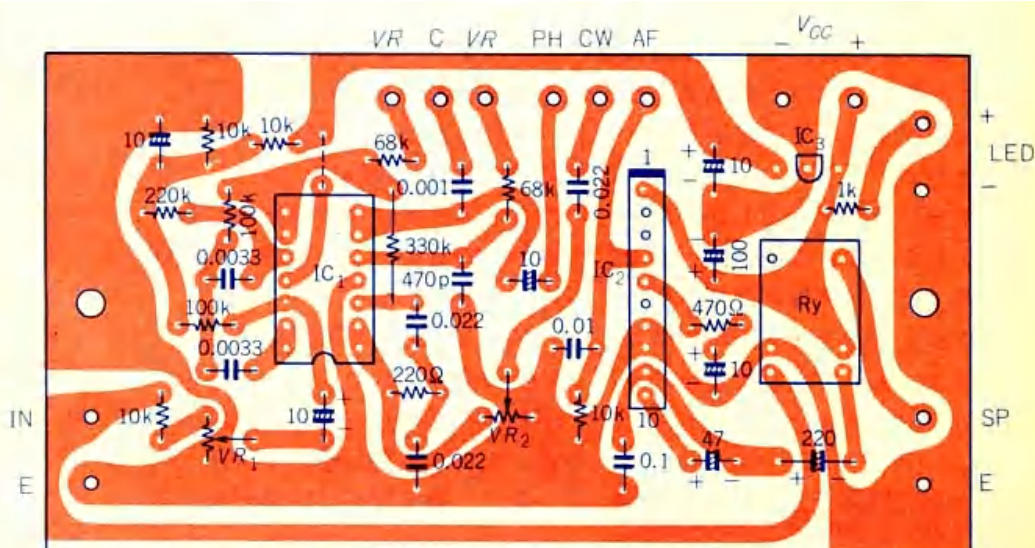 VR C VR PH CW AF − VCC +
10 10k 10k 68k 1 + − 10 IC3 + LED −
220k 100k 0.001 68k 0.022 1k
0.0033 IC1 330k 470p 10 IC2 − + 100 Ry
100k 0.022 0.01 470Ω
0.0033 220Ω + − 10
IN 10k VR1 10 + − VR2 10k 10 SP
E 0.022 0.1 47 + − 220 + − E